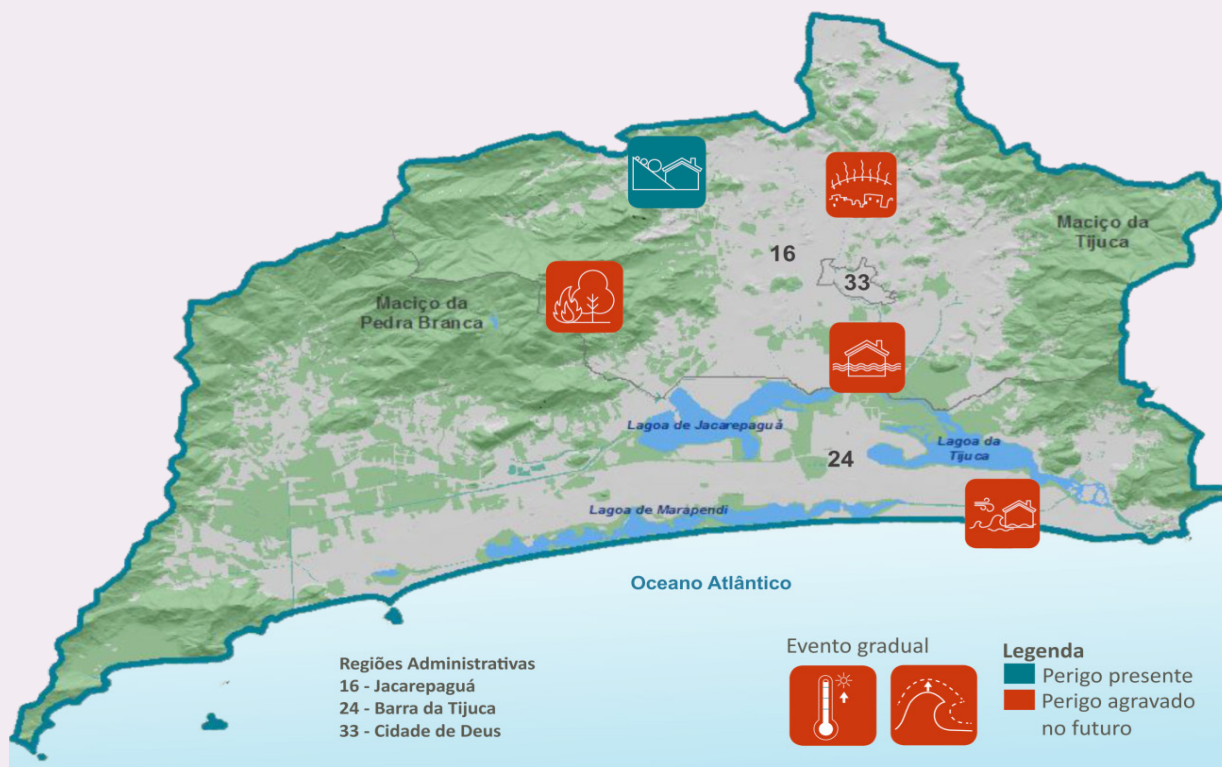 Maciço da
Tijuca
16
33
Maciço da
Pedra Branca
Lagoa de Jacarepaguá
24
Lagoa da
Tijuca
Lagoa de Marapendi
Oceano Atlântico
Regiões Administrativas
16 - Jacarepaguá
24 - Barra da Tijuca
33 - Cidade de Deus
Evento gradual
Legenda
Perigo presente
Perigo agravado
no futuro